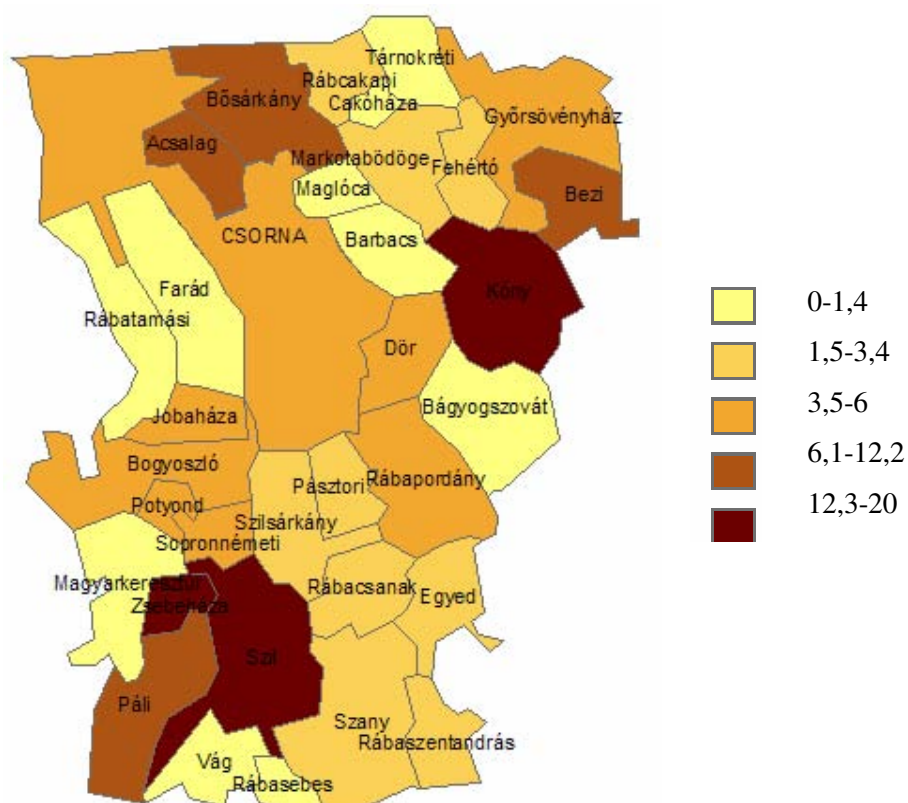 Tárnokréti
Rábcakapi
Bősárkány
Cakóháza
Győrsövényház
Acsalag
Markotabödöge
Fehértó
Maglóca
Bezi
CSORNA
Barbacs
Farád
Kóny
Rábatamási
Dör
Jobaháza
Bágyogszovát
Bogyoszló
Pásztori
Rábapordány
Potyond
Szilsárkány
Sopronnémeti
Magyarkeresztúr
Rábacsanak
Egyed
Zsebeháza
Szil
Páli
Szany
Rábaszentandrás
Vág
Rábasebes
0-1,4
1,5-3,4
3,5-6
6,1-12,2
12,3-20